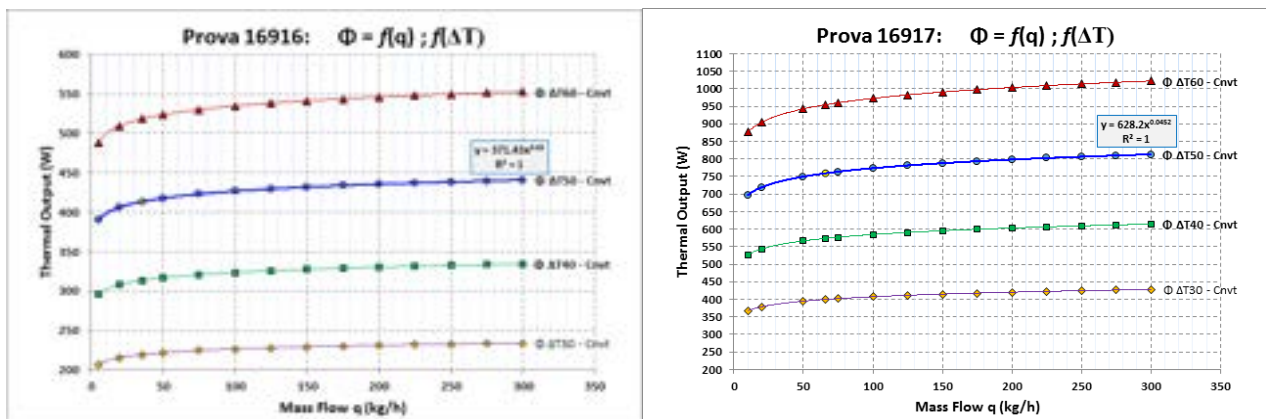 Prova 16916: Φ = f(q) ; f(ΔT)
Thermal Output (W)
600
550
500
450
400
350
300
250
200
Φ ΔT60 - Cnvt
R² = 1
Φ ΔT50 - Cnvt
Φ ΔT40 - Cnvt
Φ ΔT30 - Cnvt
0 50 100 150 200 250 300 350
Mass Flow q (kg/h)
Prova 16917: Φ = f(q) ; f(ΔT)
Thermal Output (W)
1100
1050
1000
950
900
850
800
750
700
650
600
550
500
450
400
350
300
250
200
Φ ΔT60 - Cnvt
y = 628.2x^0.0452
R² = 1
Φ ΔT50 - Cnvt
Φ ΔT40 - Cnvt
Φ ΔT30 - Cnvt
0 50 100 150 200 250 300 350
Mass Flow q (kg/h)